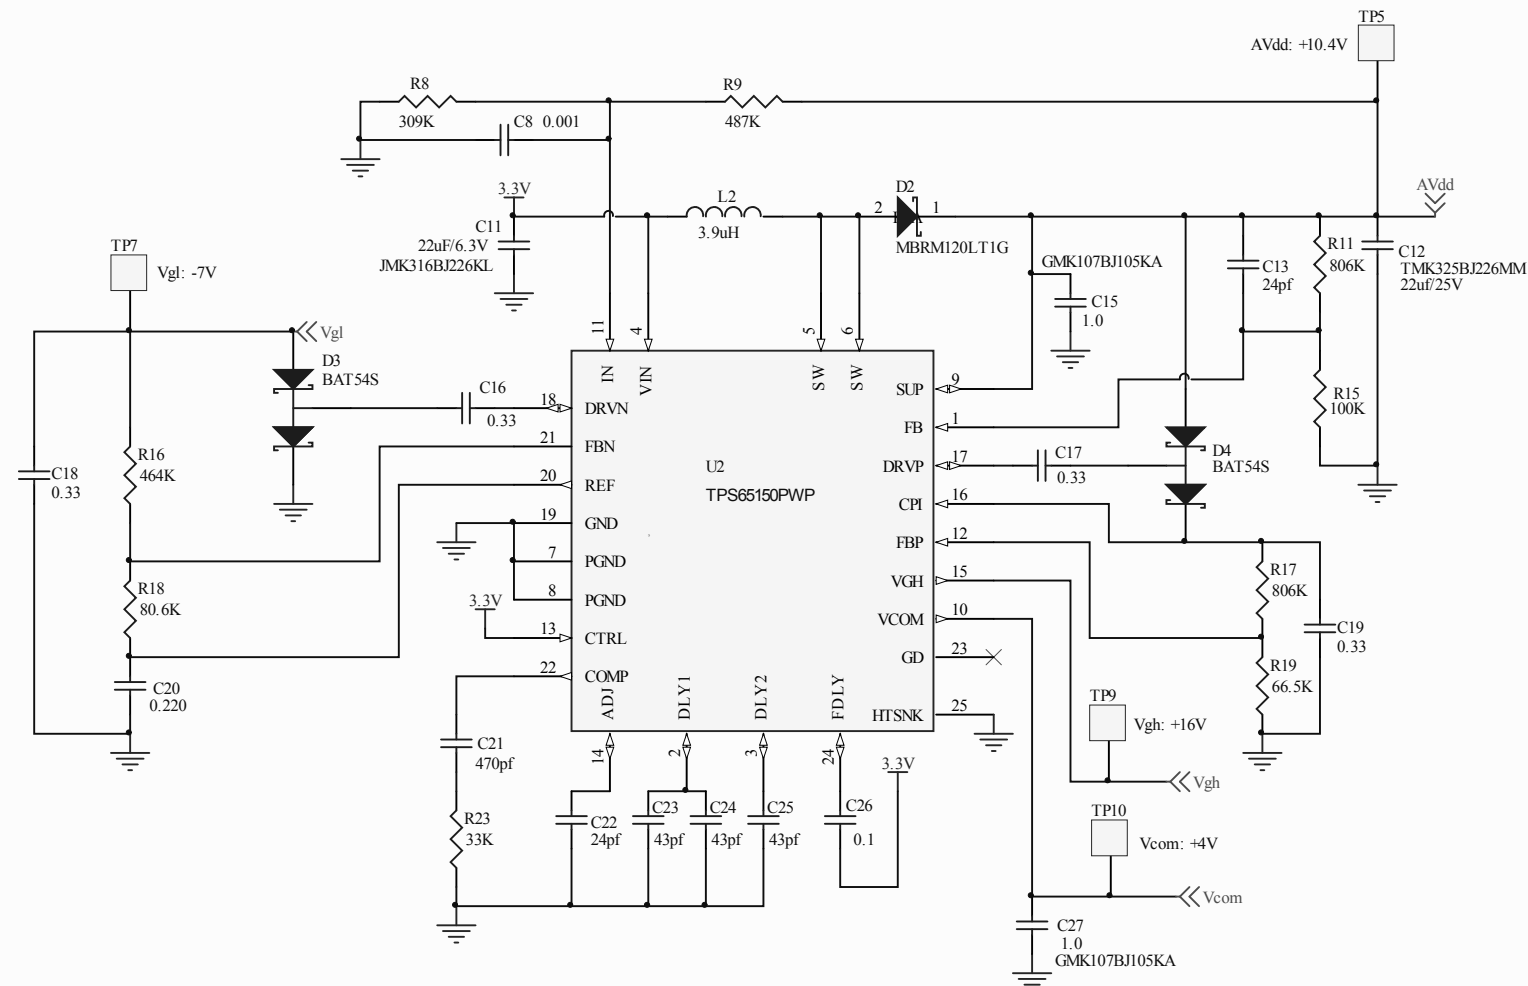 TP5
AVdd: +10.4V
R8
309K
R9
487K
C8 0.001
3.3V
C11
22uF/6.3V
JMK316BJ226KL
L2
3.9uH
D2
2
1
MBRM120LT1G
AVdd
GMK107BJ105KA
C15
1.0
C13
24pf
R11
806K
C12
TMK325BJ226MM
22uf/25V
R15
100K
TP7
Vgl: -7V
Vgl
D3
BAT54S
C16
0.33
R16
464K
C18
0.33
R18
80.6K
C20
0.220
11
4
5
6
IN
VIN
SW
SW
18
DRVN
21
FBN
20
REF
19
GND
7
PGND
8
PGND
3.3V
13
CTRL
22
COMP
U2
TPS65150PWP
SUP
9
FB
1
DRVP
17
CPI
16
FBP
12
VGH
15
VCOM
10
GD
23
HTSNK
25
ADJ
DLY1
DLY2
FDLY
14
2
3
24
C17
0.33
D4
BAT54S
R17
806K
C19
0.33
R19
66.5K
TP9
Vgh: +16V
Vgh
TP10
Vcom: +4V
Vcom
C21
470pf
R23
33K
C22
24pf
C23
43pf
C24
43pf
C25
43pf
C26
0.1
3.3V
C27
1.0
GMK107BJ105KA